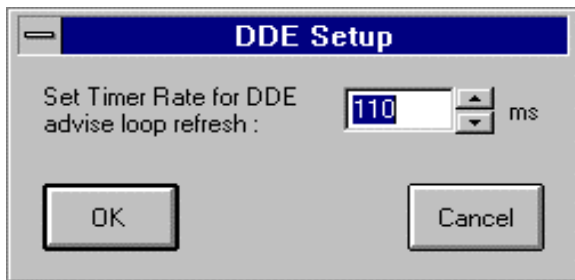 DDE Setup
Set Timer Rate for DDE
advise loop refresh :
110
ms
OK
Cancel